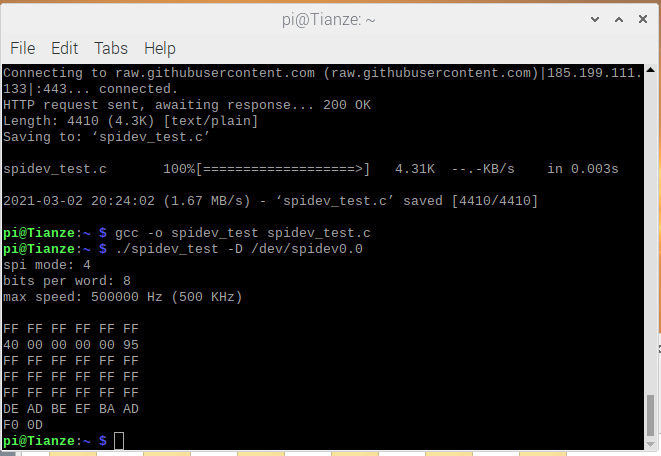 pi@Tianze: ~
File Edit Tabs Help
Connecting to raw.githubusercontent.com (raw.githubusercontent.com)|185.199.111.
133|:443... connected.
HTTP request sent, awaiting response... 200 OK
Length: 4410 (4.3K) [text/plain]
Saving to: ‘spidev_test.c’
spidev_test.c       100%[===================>]   4.31K  --.-KB/s    in 0.003s
2021-03-02 20:24:02 (1.67 MB/s) - ‘spidev_test.c’ saved [4410/4410]
pi@Tianze:~ $ gcc -o spidev_test spidev_test.c
pi@Tianze:~ $ ./spidev_test -D /dev/spidev0.0
spi mode: 4
bits per word: 8
max speed: 500000 Hz (500 KHz)
FF FF FF FF FF FF
40 00 00 00 00 95
FF FF FF FF FF FF
FF FF FF FF FF FF
FF FF FF FF FF FF
DE AD BE EF BA AD
F0 0D
pi@Tianze:~ $